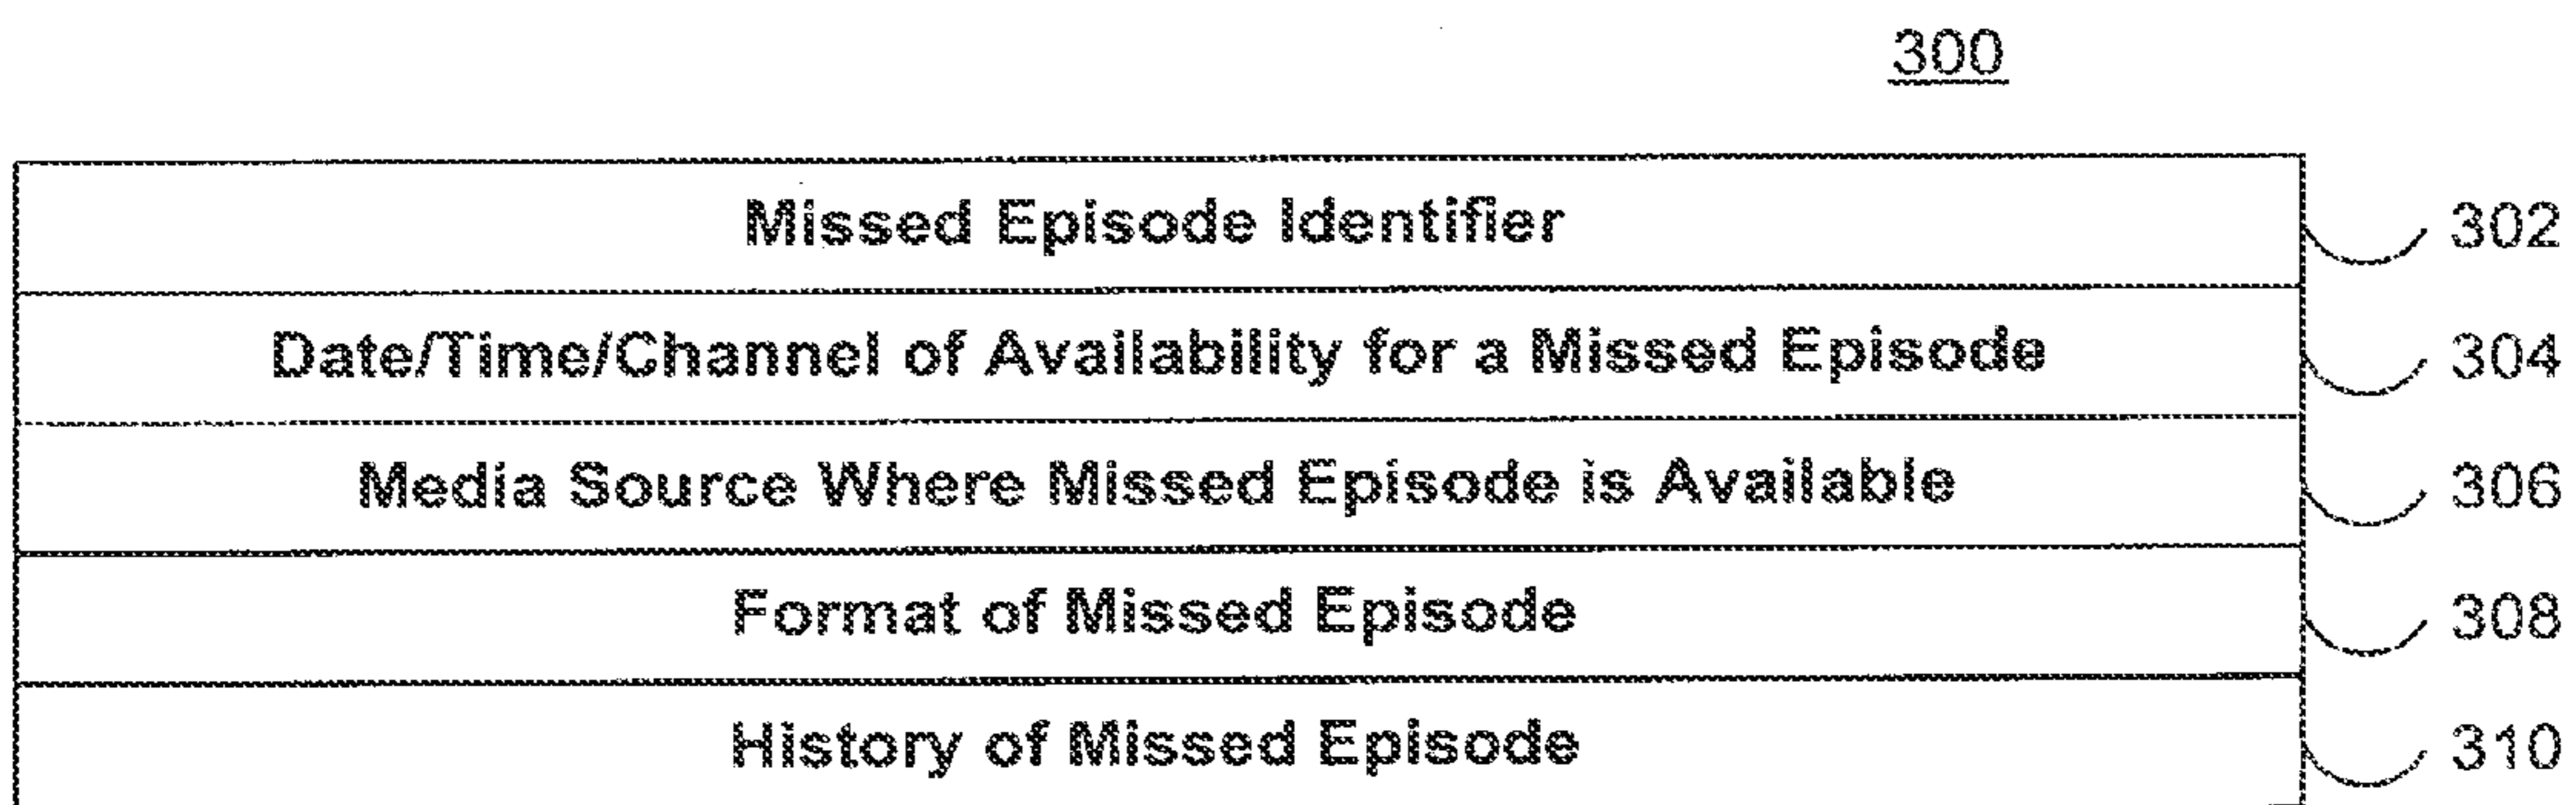 300
Missed Episode Identifier 302
Date/Time/Channel of Availability for a Missed Episode 304
Media Source Where Missed Episode is Available 306
Format of Missed Episode 308
History of Missed Episode 310